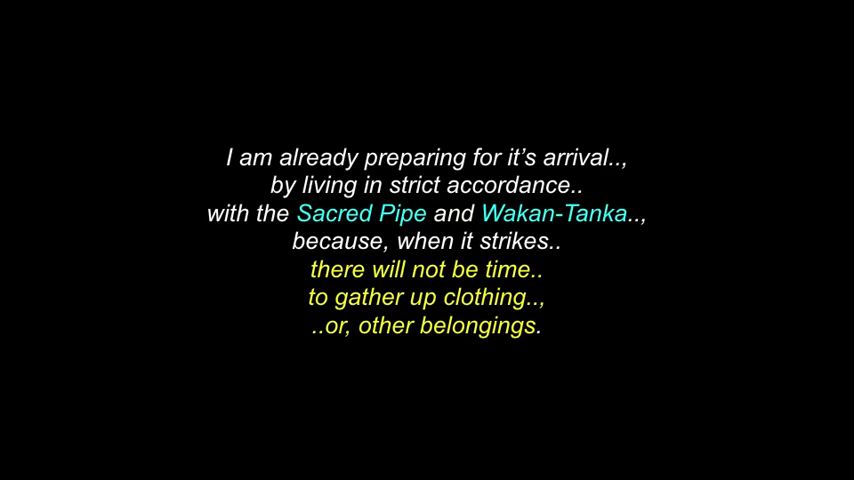 I am already preparing for it’s arrival..,
by living in strict accordance..
with the Sacred Pipe and Wakan-Tanka..,
because, when it strikes..
there will not be time..
to gather up clothing..,
..or, other belongings.